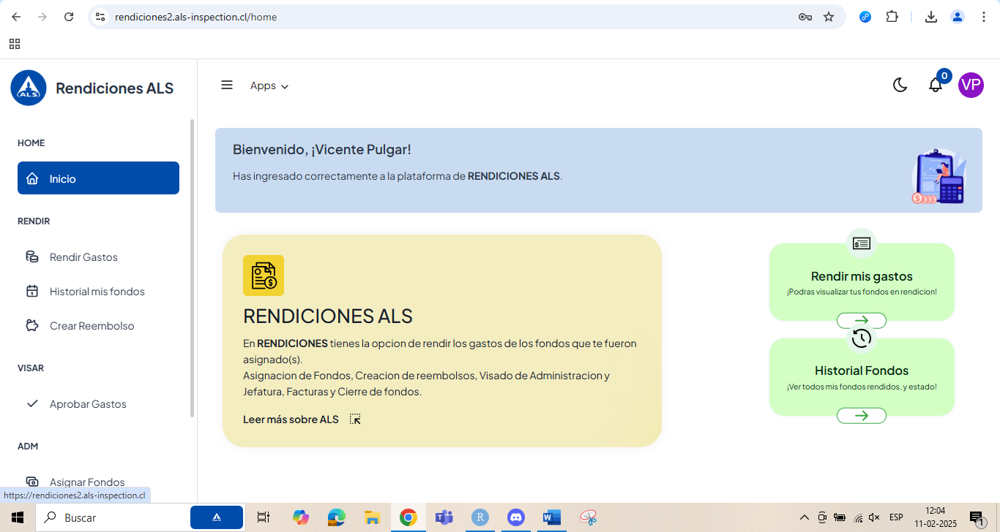 rendiciones2.als-inspection.cl/home
ALS
Rendiciones ALS
Apps
0
VP
HOME
Inicio
RENDIR
Rendir Gastos
Historial mis fondos
Crear Reembolso
VISAR
Aprobar Gastos
ADM
Asignar Fondos
Bienvenido, ¡Vicente Pulgar!
Has ingresado correctamente a la plataforma de RENDICIONES ALS.
RENDICIONES ALS
En RENDICIONES tienes la opcion de rendir los gastos de los fondos que te fueron
asignado(s).
Asignacion de Fondos, Creacion de reembolsos, Visado de Administracion y
Jefatura, Facturas y Cierre de fondos.
Leer más sobre ALS
Rendir mis gastos
¡Podras visualizar tus fondos en rendicion!
Historial Fondos
¡Ver todos mis fondos rendidos, y estado!
https://rendiciones2.als-inspection.cl
Buscar
ESP
12:04
11-02-2025
1